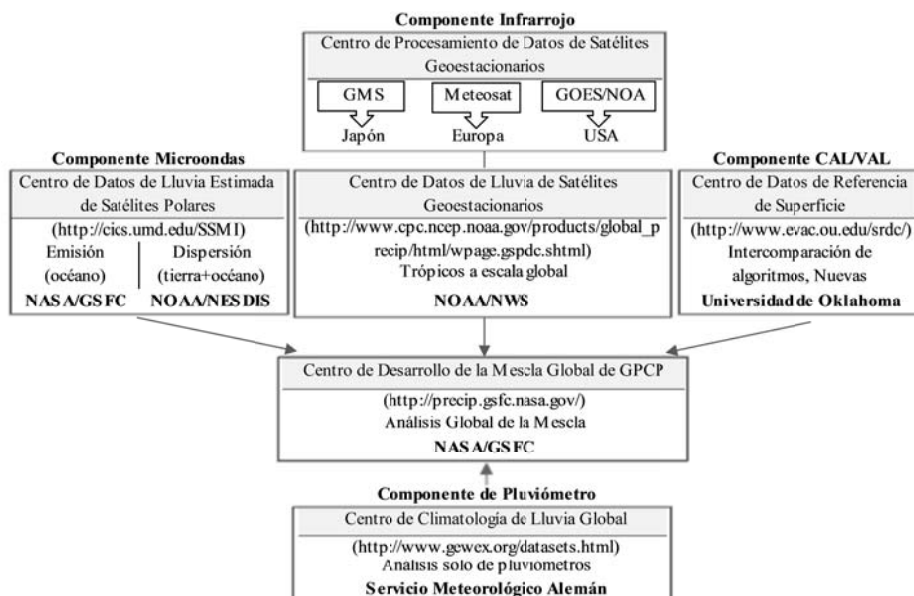 Componente Infrarrojo
Centro de Procesamiento de Datos de Satélites
Geoestacionarios
GMS
Meteosat
GOES/NOA
Japón
Europa
USA
Componente Microondas
Centro de Datos de Lluvia Estimada
de Satélites Polares
(http://cics.umd.edu/SSMI)
Emisión
(océano)
NASA/GSFC
Dispersión
(tierra+océano)
NOAA/NESDIS
Centro de Datos de Lluvia de Satélites
Geoestacionarios
(http://www.cpc.ncep.noaa.gov/products/global_p
recip/html/wpage.gspdc.shtml)
Trópicos a escala global
NOAA/NWS
Componente CAL/VAL
Centro de Datos de Referencia
de Superficie
(http://www.evac.ou.edu/srdc/)
Intercomparación de
algoritmos, Nuevas
Universidad de Oklahoma
Centro de Desarrollo de la Mescla Global de GPCP
(http://precip.gsfc.nasa.gov/)
Análisis Global de la Mescla
NASA/GSFC
Componente de Pluviómetro
Centro de Climatología de Lluvia Global
(http://www.gewex.org/datasets.html)
Análisis solo de pluviómetros
Servicio Meteorológico Alemán